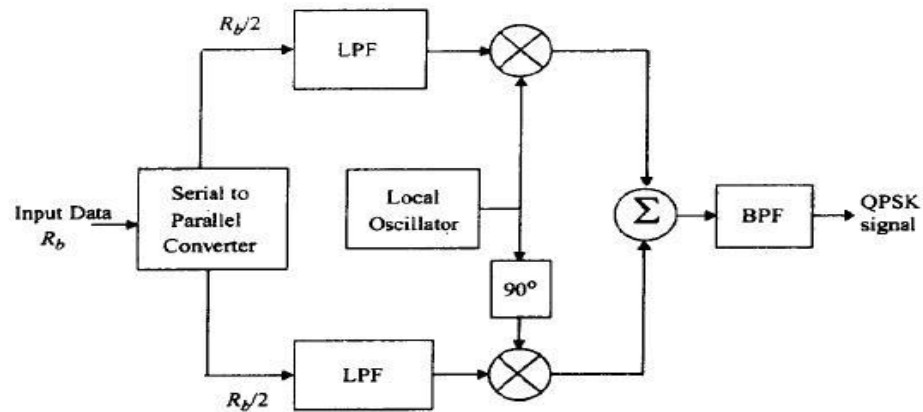 R_b/2
LPF
Serial to
Parallel
Converter
Input Data
R_b
Local
Oscillator
90°
Σ
BPF
QPSK
signal
R_b/2
LPF